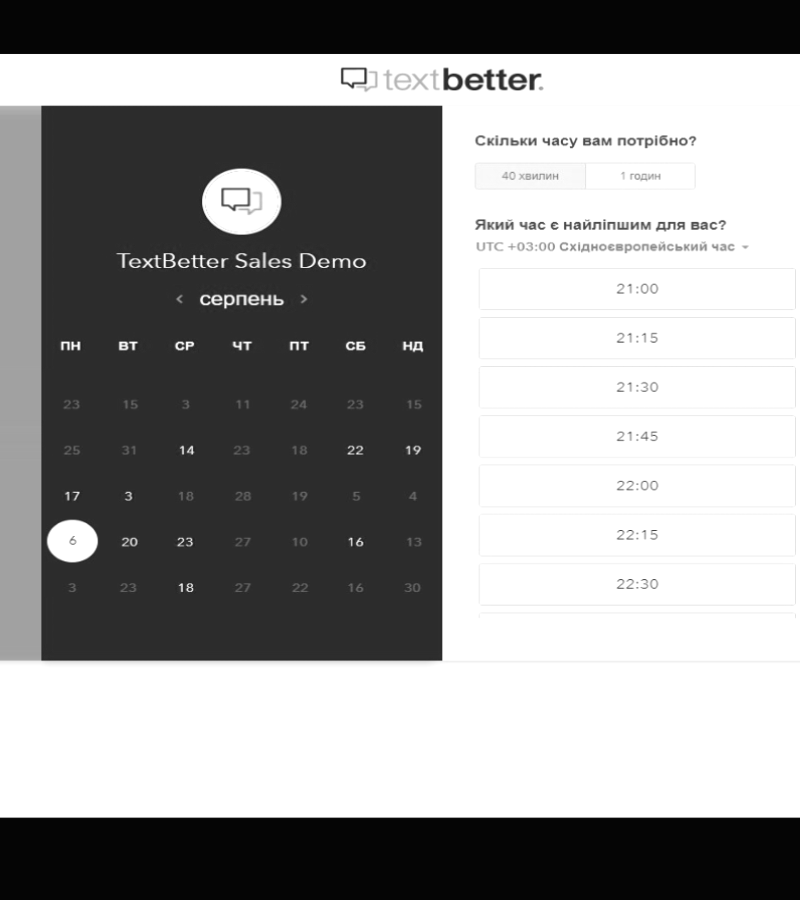 textbetter.
TextBetter Sales Demo
< серпень >
ПН ВТ СР ЧТ ПТ СБ НД
23 15 3 11 24 23 15
25 31 14 23 18 22 19
17 3 18 28 19 5 4
6 20 23 27 10 16 13
3 23 18 27 22 16 30
Скільки часу вам потрібно?
40 хвилин 1 годин
Який час є найліпшим для вас?
UTC +03:00 Східноєвропейський час
21:00
21:15
21:30
21:45
22:00
22:15
22:30